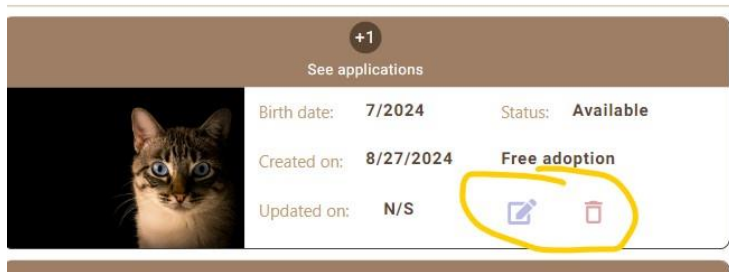 +1
See applications
Birth date: 7/2024 Status: Available
Created on: 8/27/2024 Free adoption
Updated on: N/S